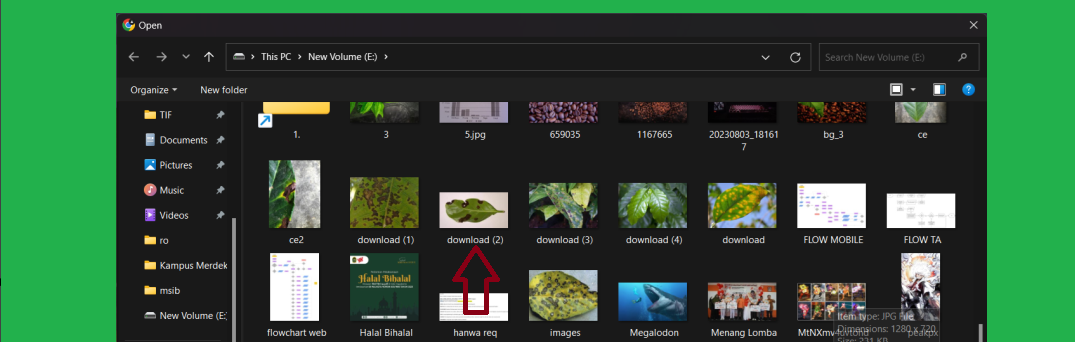 Open
This PC > New Volume (E:) >
Search New Volume (E:)
Organize
New folder
TIF
Documents
Pictures
Music
Videos
ro
Kampus Merdek
msib
New Volume (E:
1.
3
5.jpg
659035
1167665
20230803_18161
7
bg_3
ce
ce2
download (1)
download (2)
download (3)
download (4)
download
FLOW MOBILE
FLOW TA
Halal Bihalal
flowchart web
Halal Bihalal
hanwa req
images
Megalodon
Menang Lomba
peakpx
Item type: JPG File
Dimensions: 1280 x 720
Size: 231 KB